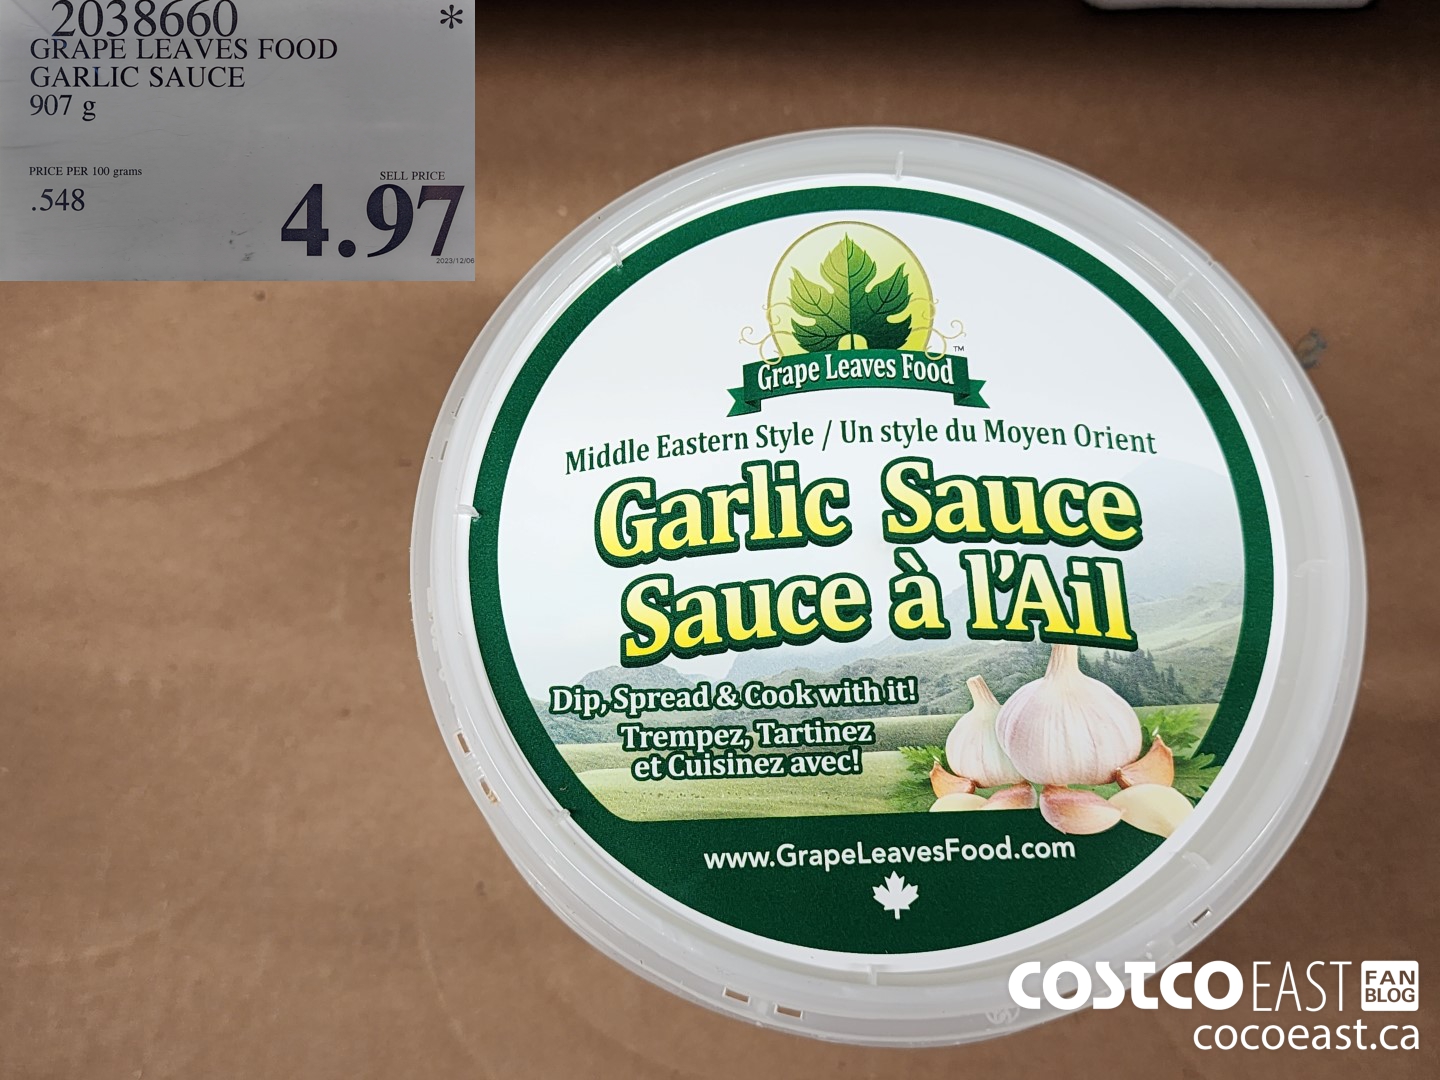 2038660 *
GRAPE LEAVES FOOD
GARLIC SAUCE
907 g
PRICE PER 100 grams
.548
SELL PRICE
4.97
2023/12/06
Grape Leaves Food ™
Middle Eastern Style / Un style du Moyen Orient
Garlic Sauce
Sauce à l'Ail
Dip, Spread & Cook with it!
Trempez, Tartinez
et Cuisinez avec!
www.GrapeLeavesFood.com
COSTCO EAST FAN BLOG
cocoeast.ca